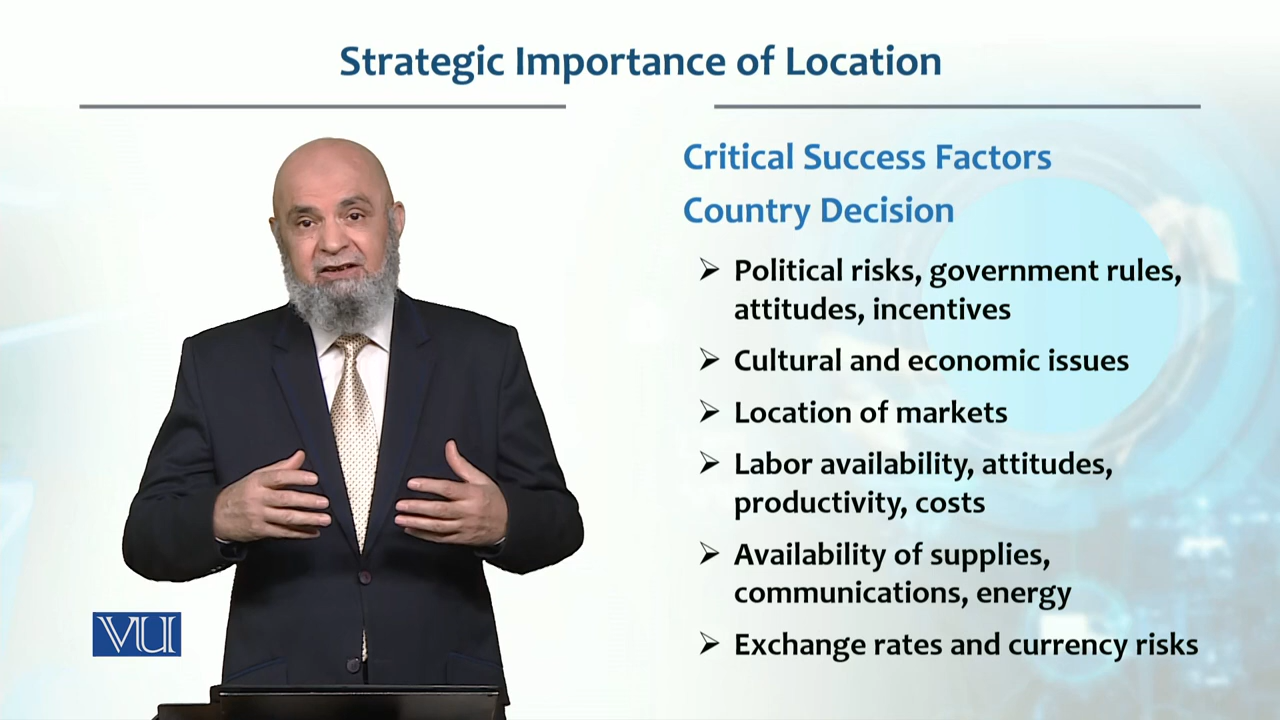 Strategic Importance of Location
Critical Success Factors
Country Decision
➢ Political risks, government rules,
attitudes, incentives
➢ Cultural and economic issues
➢ Location of markets
➢ Labor availability, attitudes,
productivity, costs
➢ Availability of supplies,
communications, energy
➢ Exchange rates and currency risks
VU